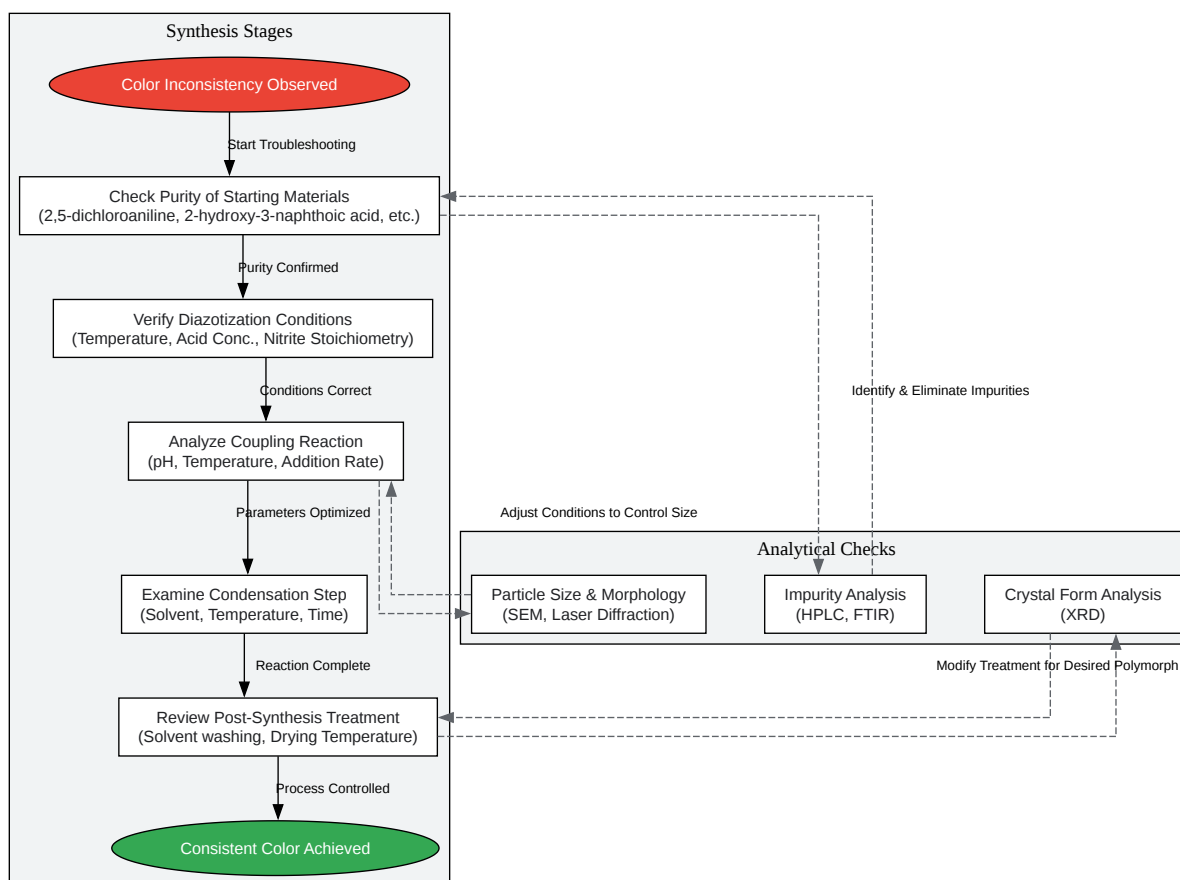 Synthesis Stages
Color Inconsistency Observed
Start Troubleshooting
Check Purity of Starting Materials
(2,5-dichloroaniline, 2-hydroxy-3-naphthoic acid, etc.)
Purity Confirmed
Verify Diazotization Conditions
(Temperature, Acid Conc., Nitrite Stoichiometry)
Conditions Correct
Identify & Eliminate Impurities
Analyze Coupling Reaction
(pH, Temperature, Addition Rate)
Parameters Optimized
Adjust Conditions to Control Size
Analytical Checks
Examine Condensation Step
(Solvent, Temperature, Time)
Particle Size & Morphology
(SEM, Laser Diffraction)
Impurity Analysis
(HPLC, FTIR)
Crystal Form Analysis
(XRD)
Reaction Complete
Modify Treatment for Desired Polymorph
Review Post-Synthesis Treatment
(Solvent washing, Drying Temperature)
Process Controlled
Consistent Color Achieved